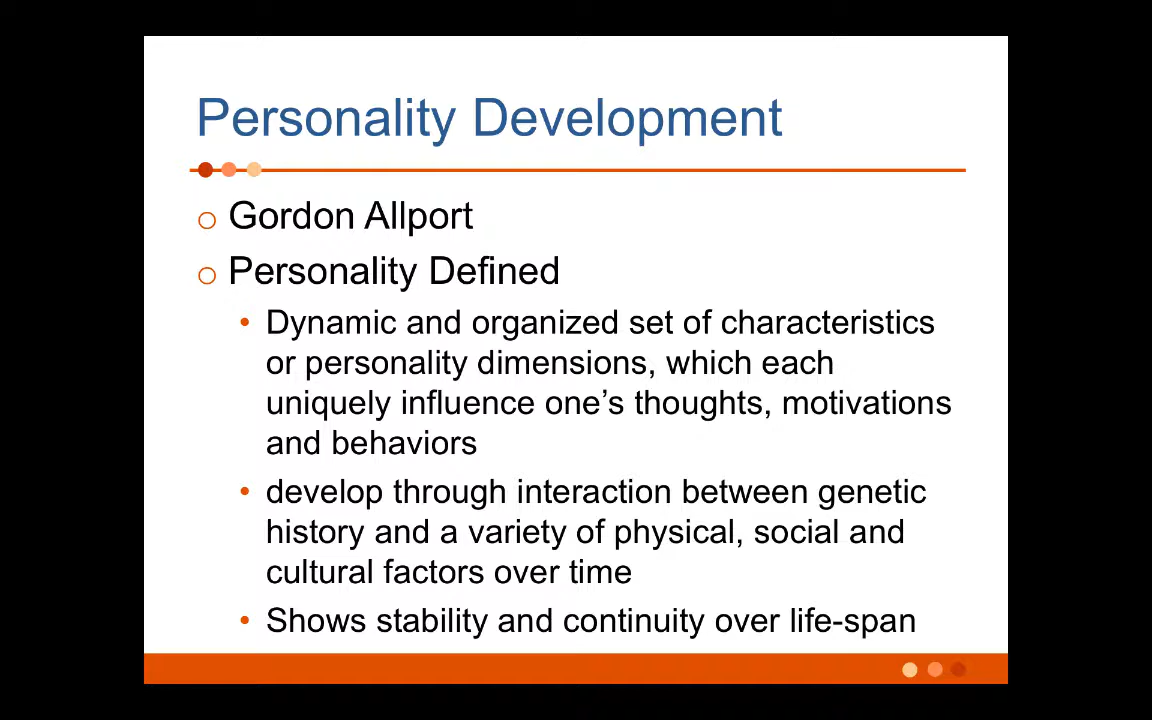 Personality Development
Gordon Allport
Personality Defined
Dynamic and organized set of characteristics
or personality dimensions, which each
uniquely influence one’s thoughts, motivations
and behaviors
develop through interaction between genetic
history and a variety of physical, social and
cultural factors over time
Shows stability and continuity over life-span